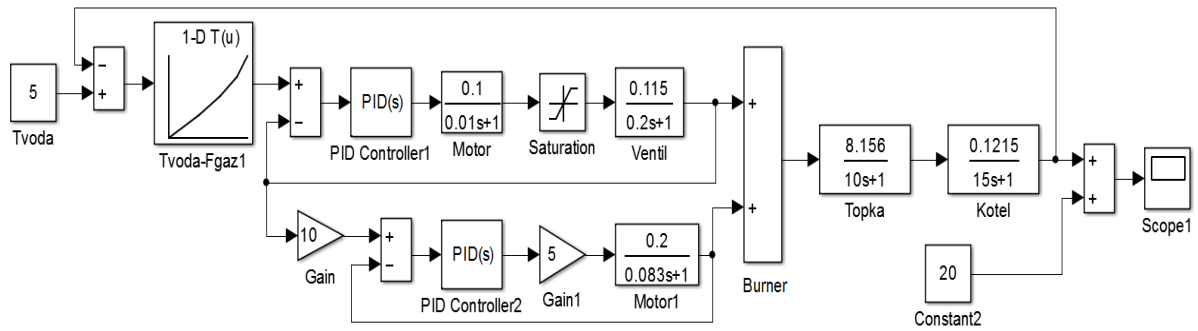 1-D T(u)
−
+
5
Tvoda
Tvoda-Fgaz1
+
−
PID(s)
PID Controller1
0.1
0.01s+1
Motor
Saturation
0.115
0.2s+1
Ventil
+
+
Burner
8.156
10s+1
Topka
0.1215
15s+1
Kotel
+
+
Scope1
10
Gain
+
−
PID(s)
PID Controller2
5
Gain1
0.2
0.083s+1
Motor1
20
Constant2